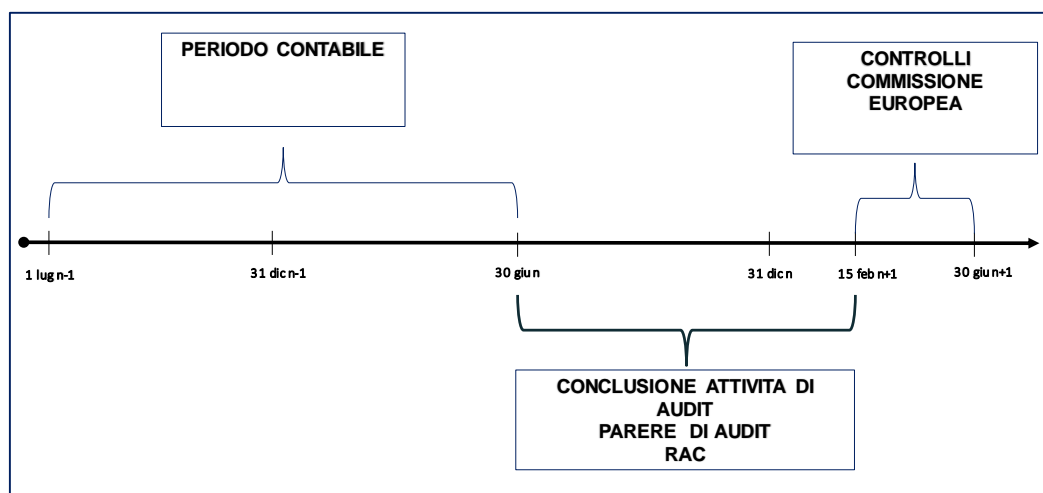 PERIODO CONTABILE
CONTROLLI
COMMISSIONE
EUROPEA
1 lug n-1
31 dic n-1
30 giu n
31 dic n
15 feb n+1
30 giu n+1
CONCLUSIONE ATTIVITA DI
AUDIT
PARERE DI AUDIT
RAC